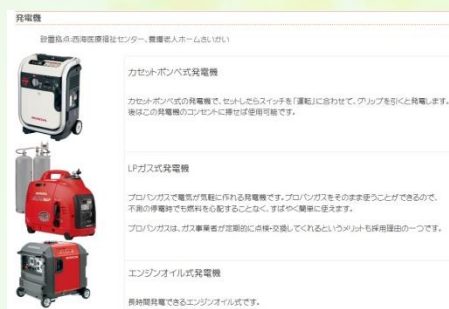 発電機
設置拠点:西海医療福祉センター、養護老人ホームさいかい
カセットボンベ式発電機
カセットボンベ式の発電機で、セットしたらスイッチを「運転」に合わせて、グリップを引くと発電します。
後はこの発電機のコンセントに挿せば使用可能です。
LPガス式発電機
プロパンガスで電気が気軽に作れる発電機です。プロパンガスをそのまま使うことができるので、
不測の停電時でも燃料を心配することなく、すばやく簡単に使えます。
プロパンガスは、ガス事業者が定期的に点検・交換してくれるというメリットも採用理由の一つです。
エンジンオイル式発電機
長時間発電できるエンジンオイル式です。